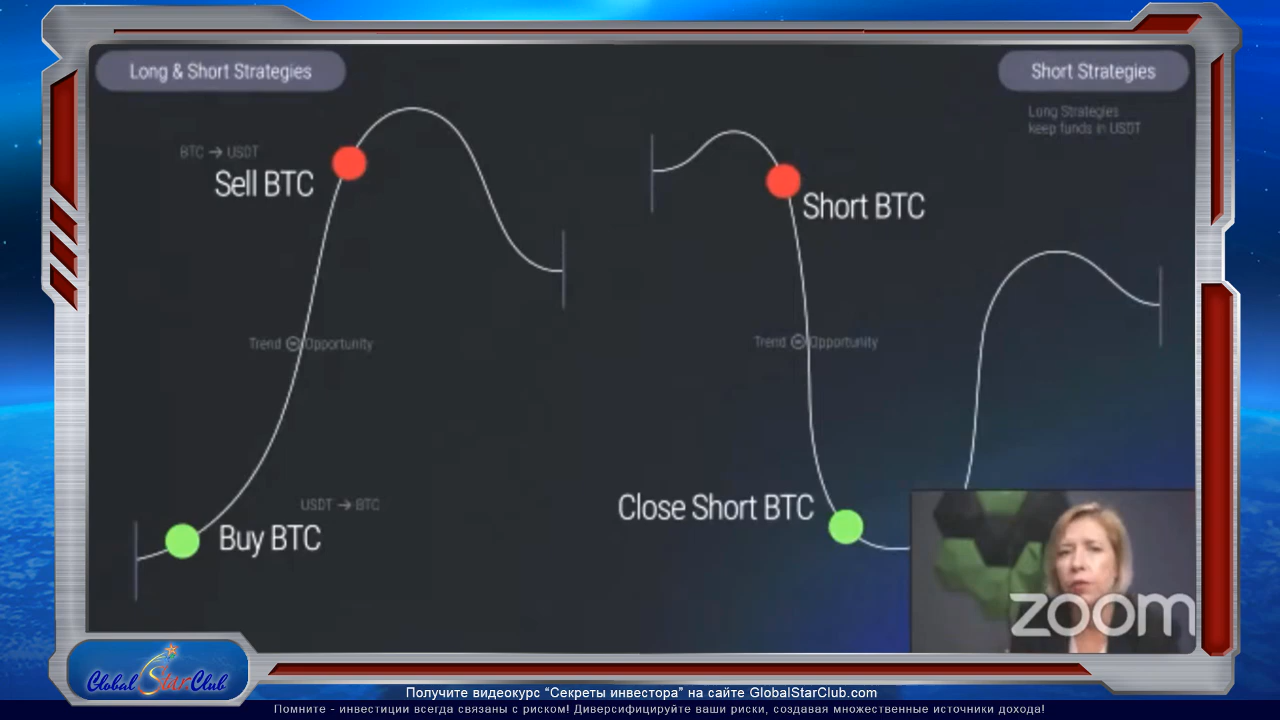 Long & Short Strategies
Short Strategies
Long Strategies
keep funds in USDT
BTC → USDT
Sell BTC
Short BTC
Trend Opportunity
Trend Opportunity
USDT → BTC
Buy BTC
Close Short BTC
zoom
Global Star Club
Получите видеокурс “Секреты инвестора” на сайте GlobalStarClub.com
Помните - инвестиции всегда связаны с риском! Диверсифицируйте ваши риски, создавая множественные источники дохода!